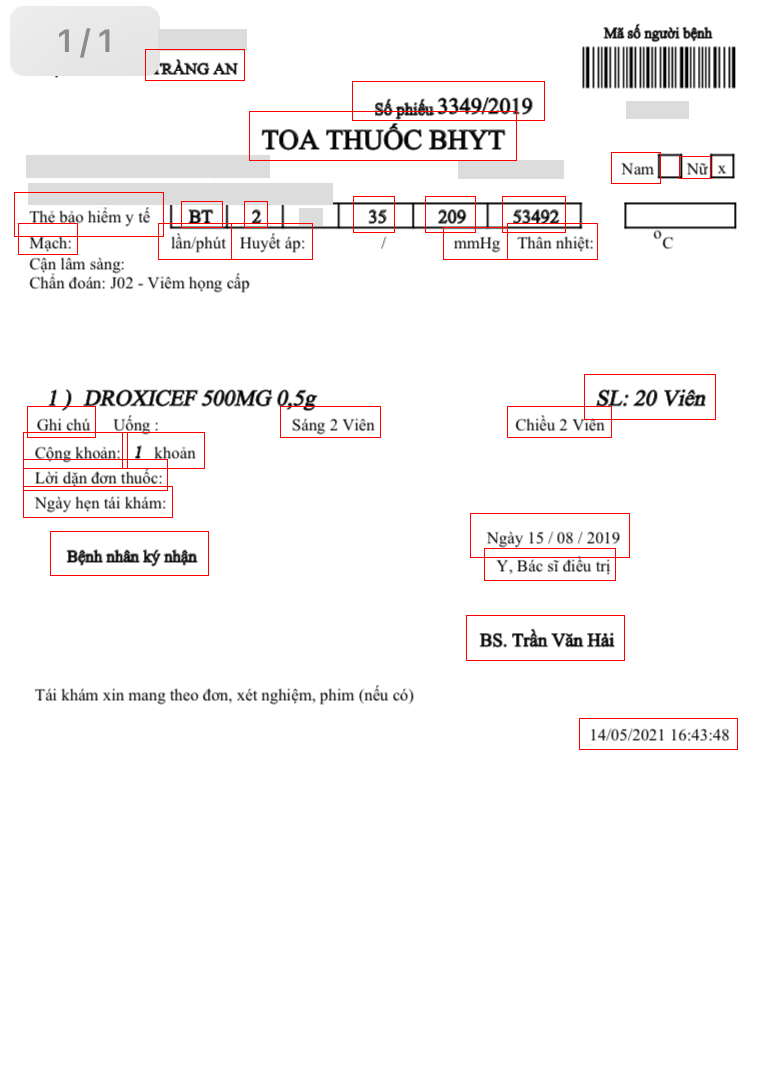 1/1
Mã số người bệnh
TRÀNG AN
Số phiếu 3349/2019
TOA THUỐC BHYT
Nam Nữ x
Thẻ bảo hiểm y tế BT 2 35 209 53492
Mạch: lần/phút Huyết áp: / mmHg Thân nhiệt: °C
Cận lâm sàng:
Chẩn đoán: J02 - Viêm họng cấp
1 ) DROXICEF 500MG 0,5g SL: 20 Viên
Ghi chú Uống : Sáng 2 Viên Chiều 2 Viên
Cộng khoản: 1 khoản
Lời dặn đơn thuốc:
Ngày hẹn tái khám:
Ngày 15 / 08 / 2019
Bệnh nhân ký nhận
Y, Bác sĩ điều trị
BS. Trần Văn Hải
Tái khám xin mang theo đơn, xét nghiệm, phim (nếu có)
14/05/2021 16:43:48